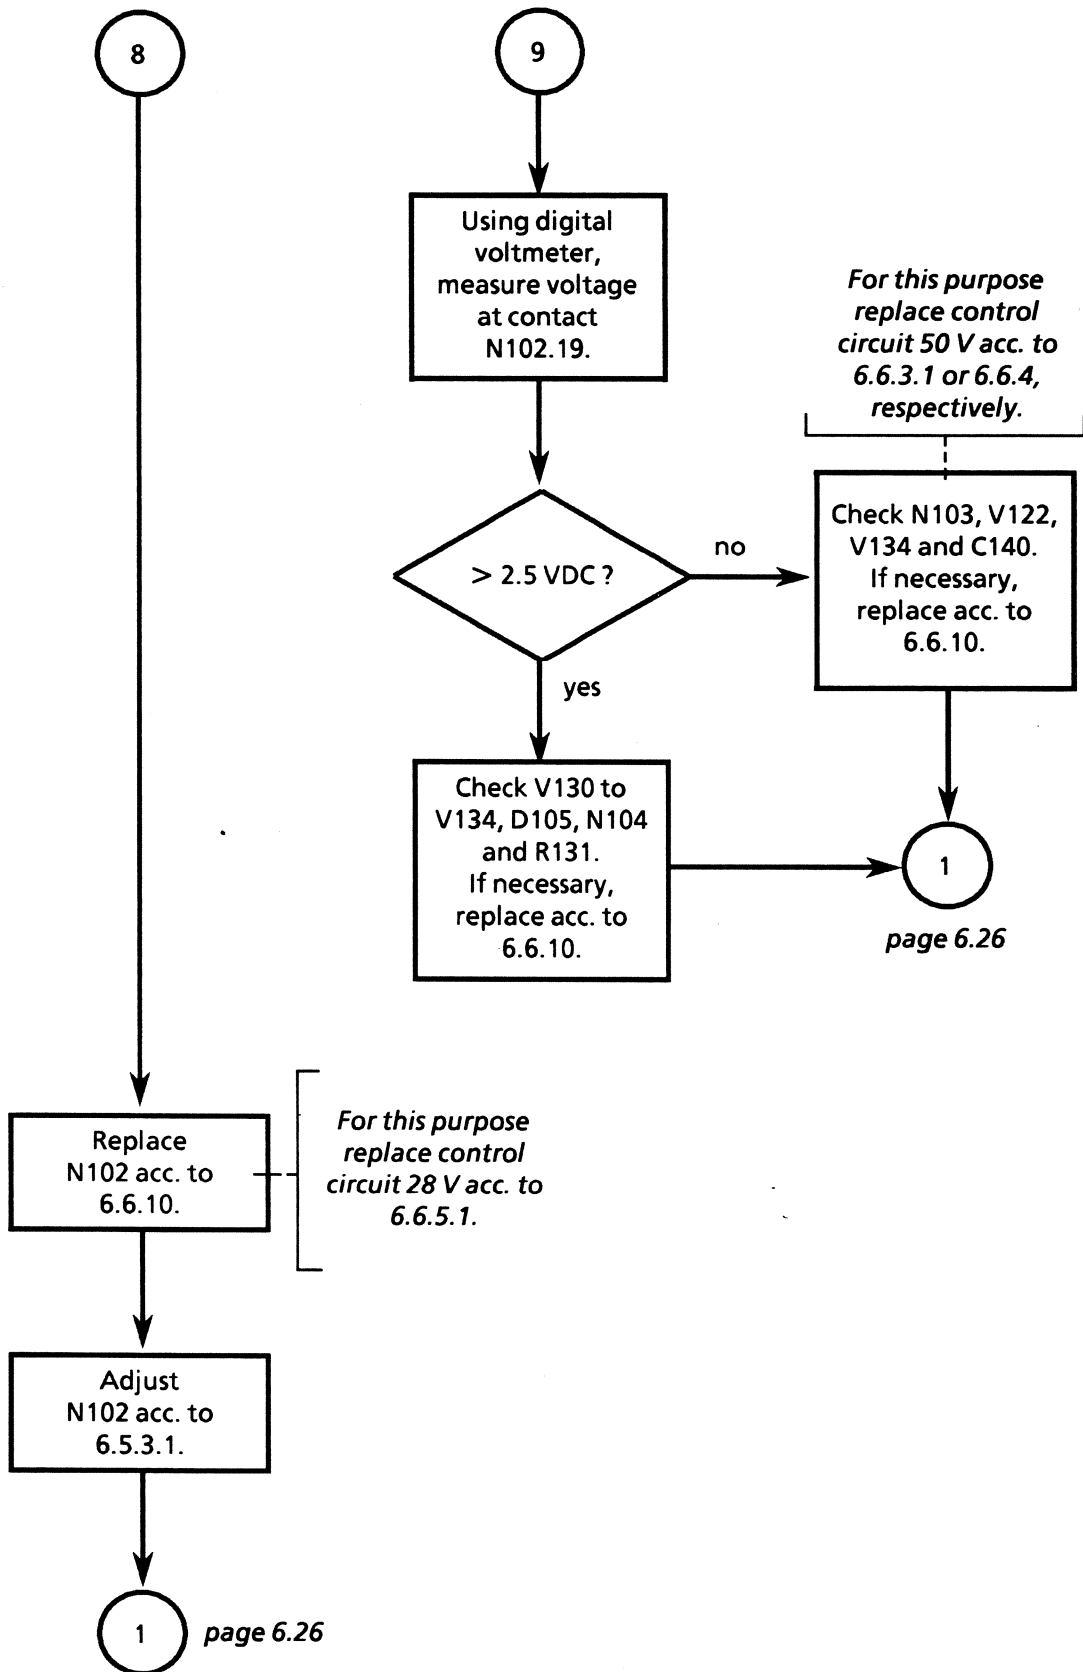 8
9
Using digital
voltmeter,
measure voltage
at contact
N102.19.
For this purpose
replace control
circuit 50 V acc. to
6.6.3.1 or 6.6.4,
respectively.
> 2.5 VDC ?
no
yes
Check N103, V122,
V134 and C140.
If necessary,
replace acc. to
6.6.10.
Check V130 to
V134, D105, N104
and R131.
If necessary,
replace acc. to
6.6.10.
1
page 6.26
Replace
N102 acc. to
6.6.10.
For this purpose
replace control
circuit 28 V acc. to
6.6.5.1.
Adjust
N102 acc. to
6.5.3.1.
1
page 6.26